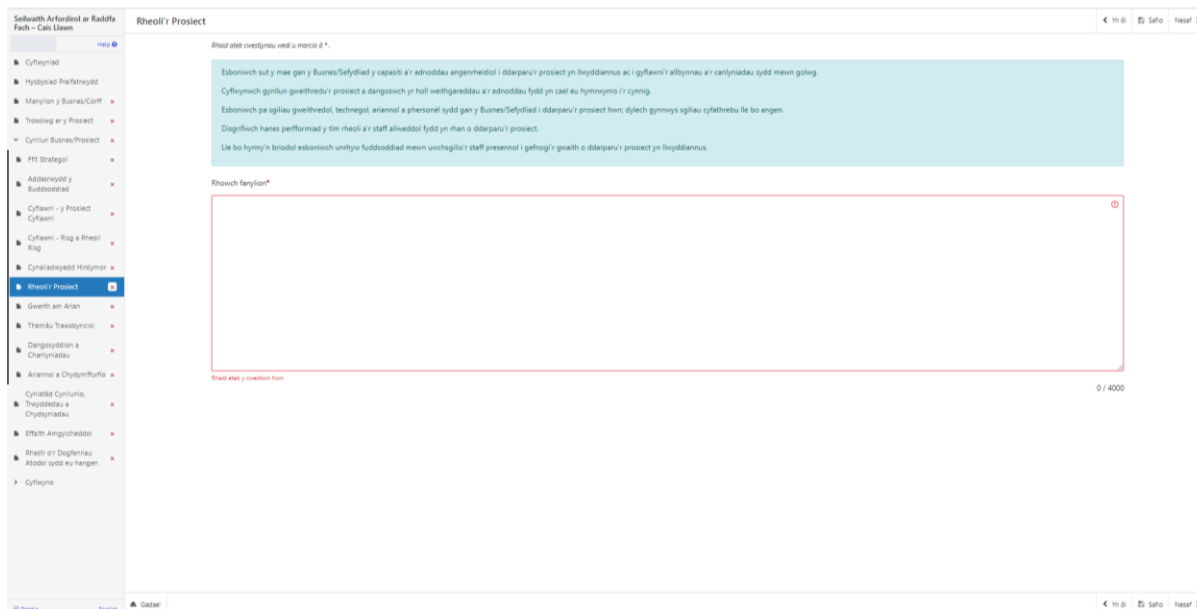 Seilwaith Arfordirol ar Raddfa
Fach – Cais Llawn
Help
Cyflwyniad
Hysbysiad Preifatrwydd
Manylion y Busnes/Corff
Trosolwg ar y Prosiect
Cynllun Busnes/Prosiect
Ffit Strategol
Addasrwydd y
Buddsoddiad
Cyflawni - y Prosiect
Cyflawni
Cyflawni - Risg a Rheoli
Risg
Cynaliadwyedd Hirdymor
Rheoli'r Prosiect
Gwerth am Arian
Themâu Trawsbynciol
Dangosyddion a
Chanlyniadau
Ariannol a Chydymffurfio
Cyniatâd Cynllunio,
Trwyddedau a
Chydsyniadau
Effaith Amgylcheddol
Rhestr o'r Dogfennau
Atodol sydd eu hangen
Cyflwyno
English
Rheoli'r Prosiect
Yn ôl
Safio
Nesaf
Rhaid ateb cwestiynau wedi u marcio â *.
Esboniwch sut y mae gan y Busnes/Sefydliad y capasiti a'r adnoddau angenrheidiol i ddarparu'r prosiect yn llwyddiannus ac i gyflawni'r allbynnau a'r canlyniadau sydd mewn golwg.
Cyflwynwch gynllun gweithredu'r prosiect a dangoswch yr holl weithgareddau a'r adnoddau fydd yn cael eu hymrwymo i'r cynnig.
Esboniwch pa sgiliau gweithredol, technegol, ariannol a phersonél sydd gan y Busnes/Sefydliad i ddarparu'r prosiect hwn; dylech gynnwys sgiliau cyfathrebu lle bo angen.
Disgrifiwch hanes perfformiad y tîm rheoli a'r staff allweddol fydd yn rhan o ddarparu'r prosiect.
Lle bo hynny'n briodol esboniwch unrhyw fuddsoddiad mewn uwchsgilio'r staff presennol i gefnogi'r gwaith o ddarparu'r prosiect yn llwyddiannus.
Rhowch fanylion*
Rhaid ateb y cwestiwn hwn.
0 / 4000
Gadael
Yn ôl
Safio
Nesaf